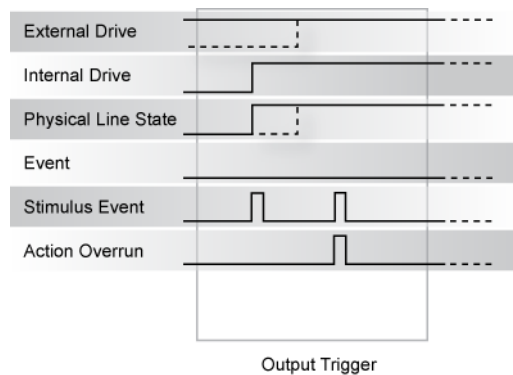 External Drive
Internal Drive
Physical Line State
Event
Stimulus Event
Action Overrun
Output Trigger